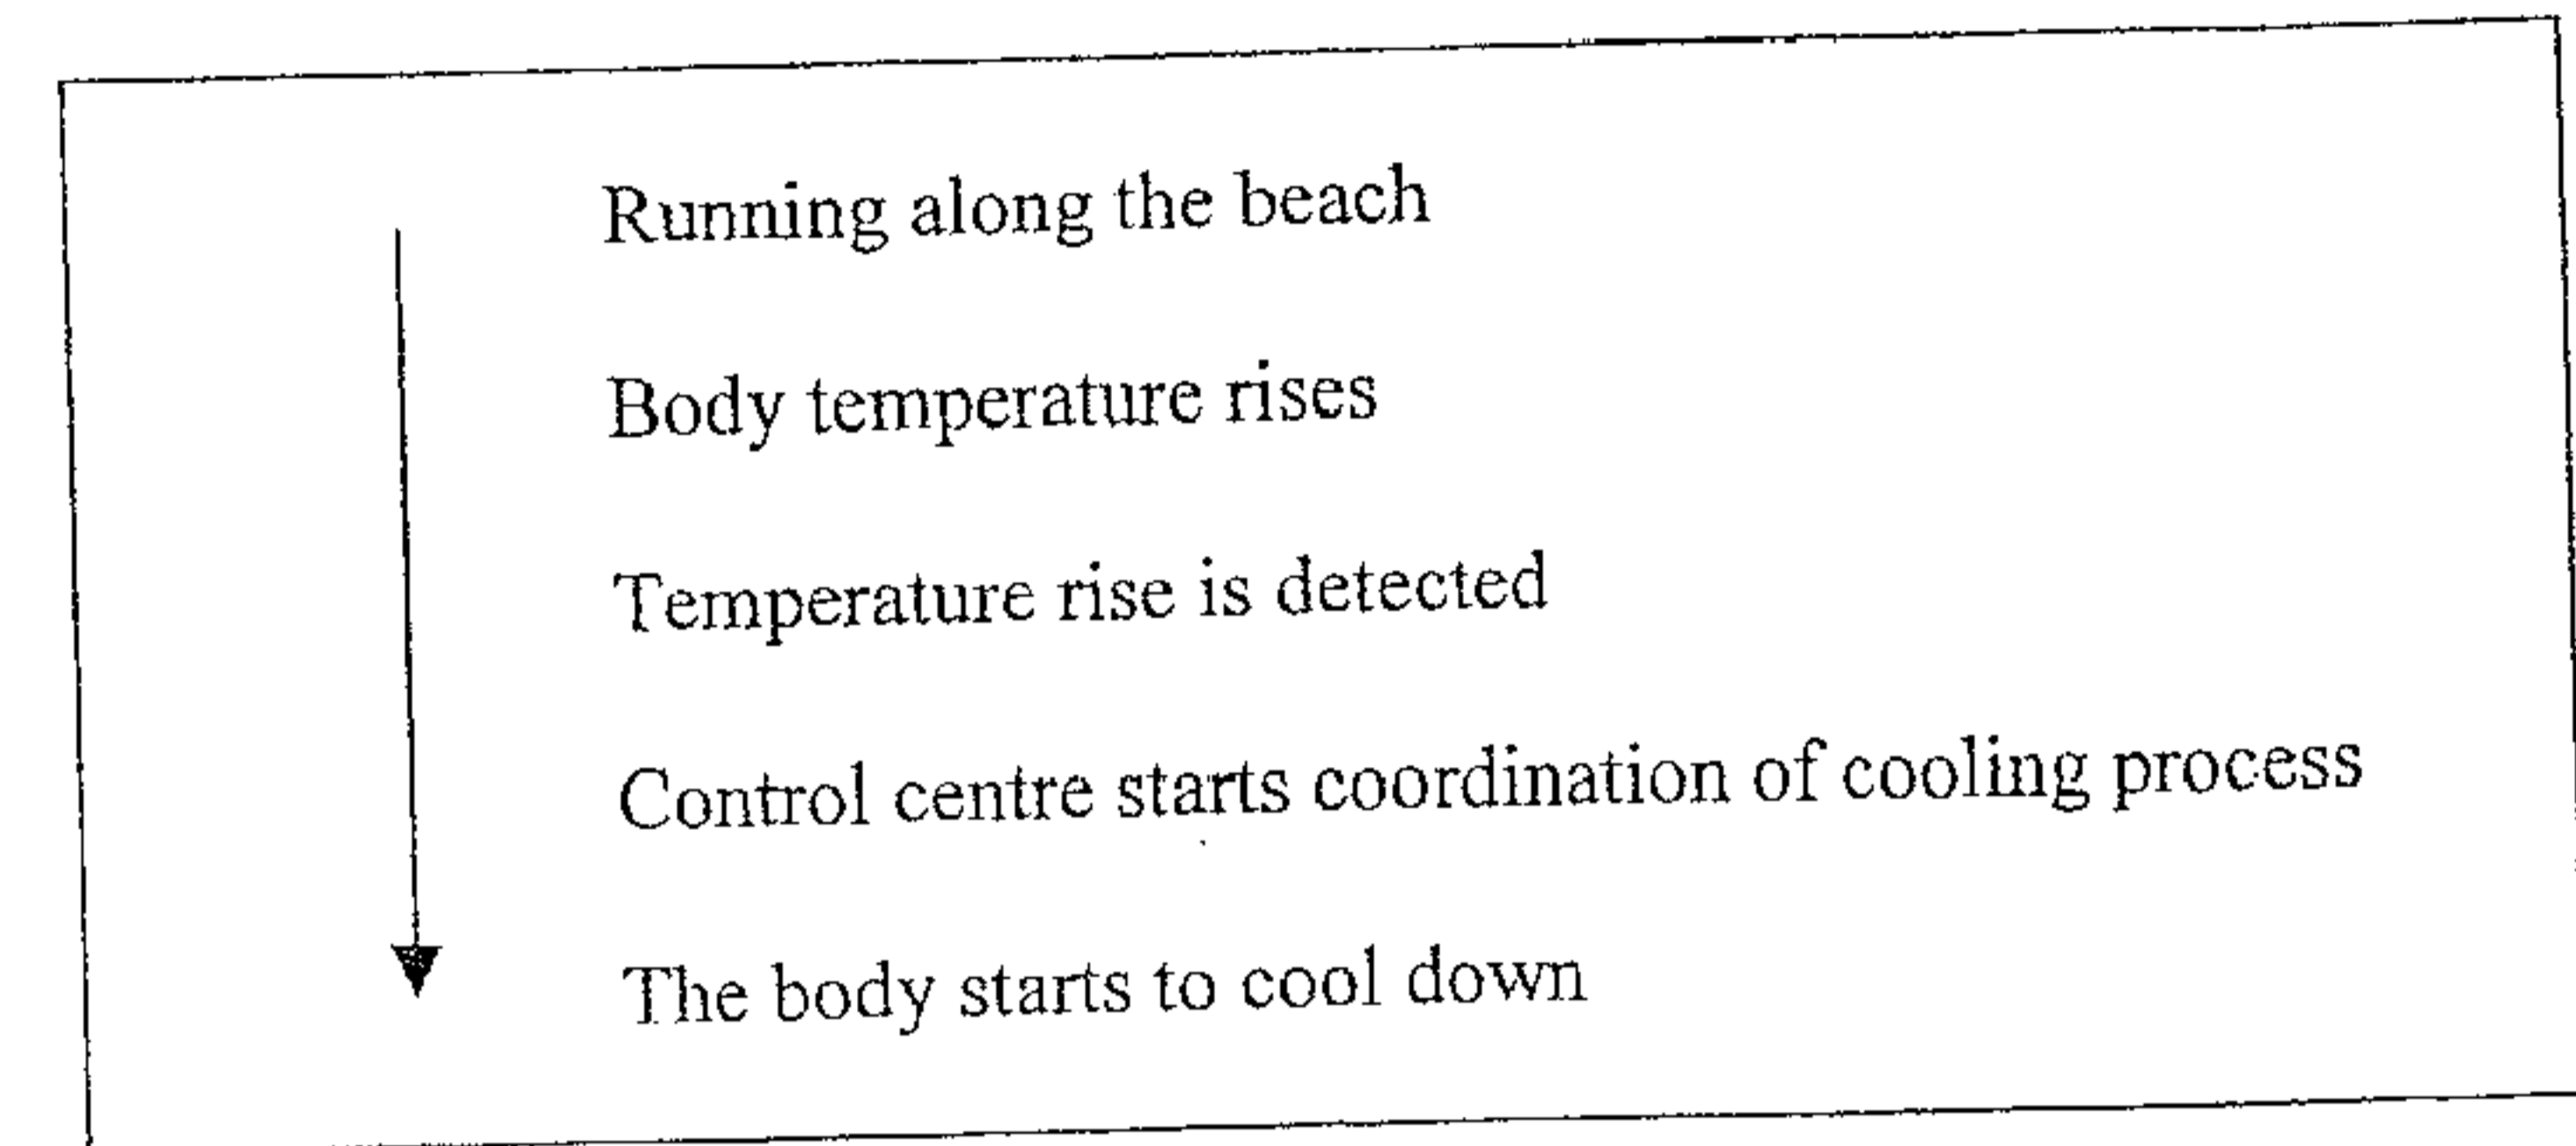 Running along the beach
Body temperature rises
Temperature rise is detected
Control centre starts coordination of cooling process
The body starts to cool down